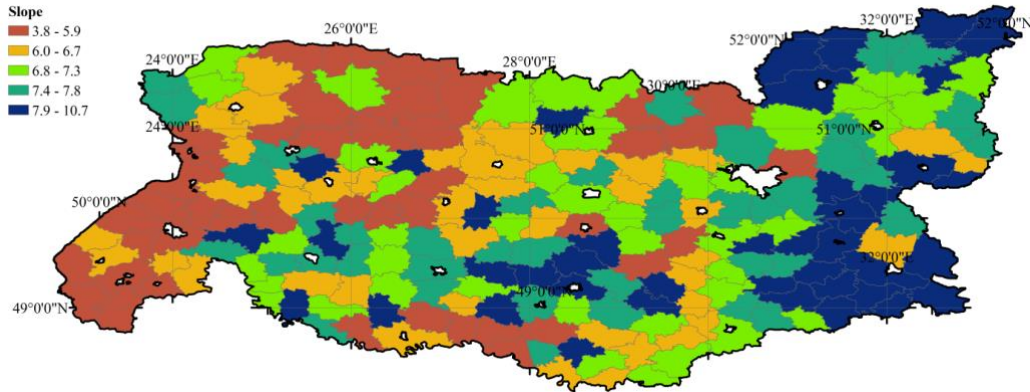 Slope
3.8 - 5.9
6.0 - 6.7
6.8 - 7.3
7.4 - 7.8
7.9 - 10.7
26°0'0"E
32°0'0"E
52°0'0"E
52°0'0"N
24°0'0"E
28°0'0"E
30°0'0"E
24°0'0"E
51°0'0"N
51°0'0"N
50°0'0"N
32°0'0"E
49°0'0"N
49°0'0"N